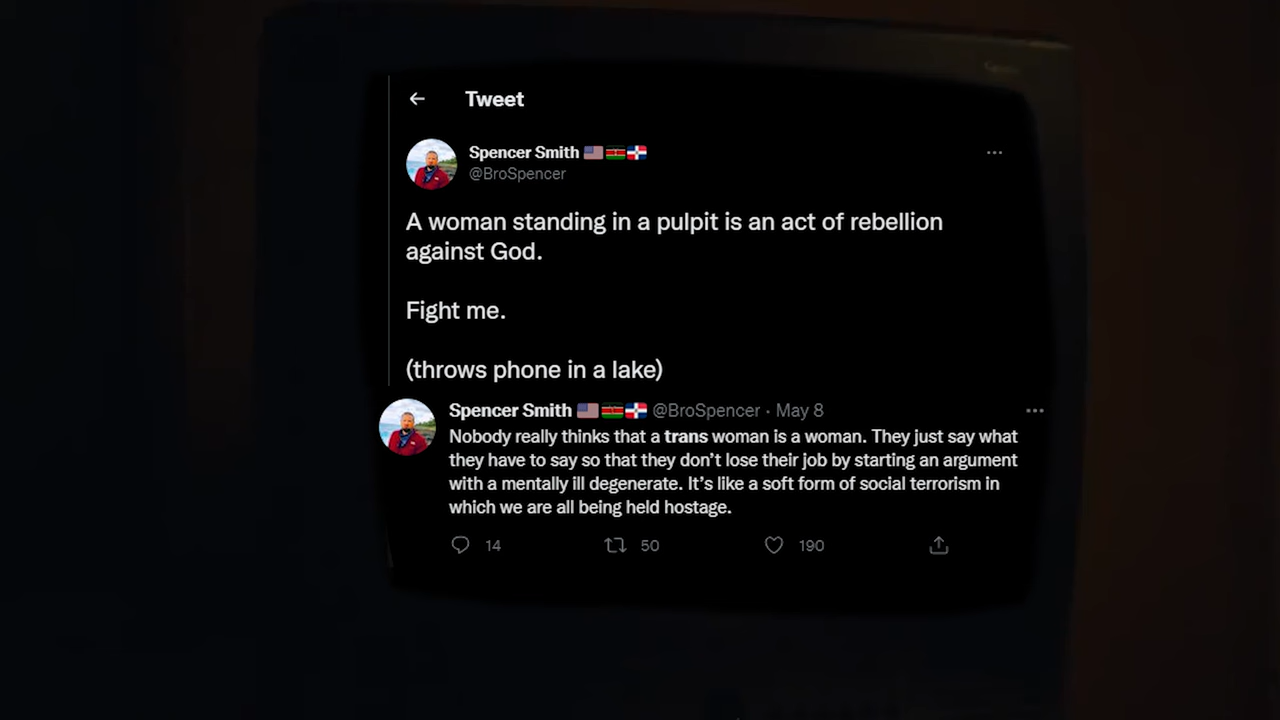 Tweet
Spencer Smith 🇺🇸🇰🇪🇩🇴
@BroSpencer
A woman standing in a pulpit is an act of rebellion
against God.
Fight me.
(throws phone in a lake)
Spencer Smith 🇺🇸🇰🇪🇩🇴 @BroSpencer · May 8
Nobody really thinks that a trans woman is a woman. They just say what
they have to say so that they don’t lose their job by starting an argument
with a mentally ill degenerate. It’s like a soft form of social terrorism in
which we are all being held hostage.
14 50 190